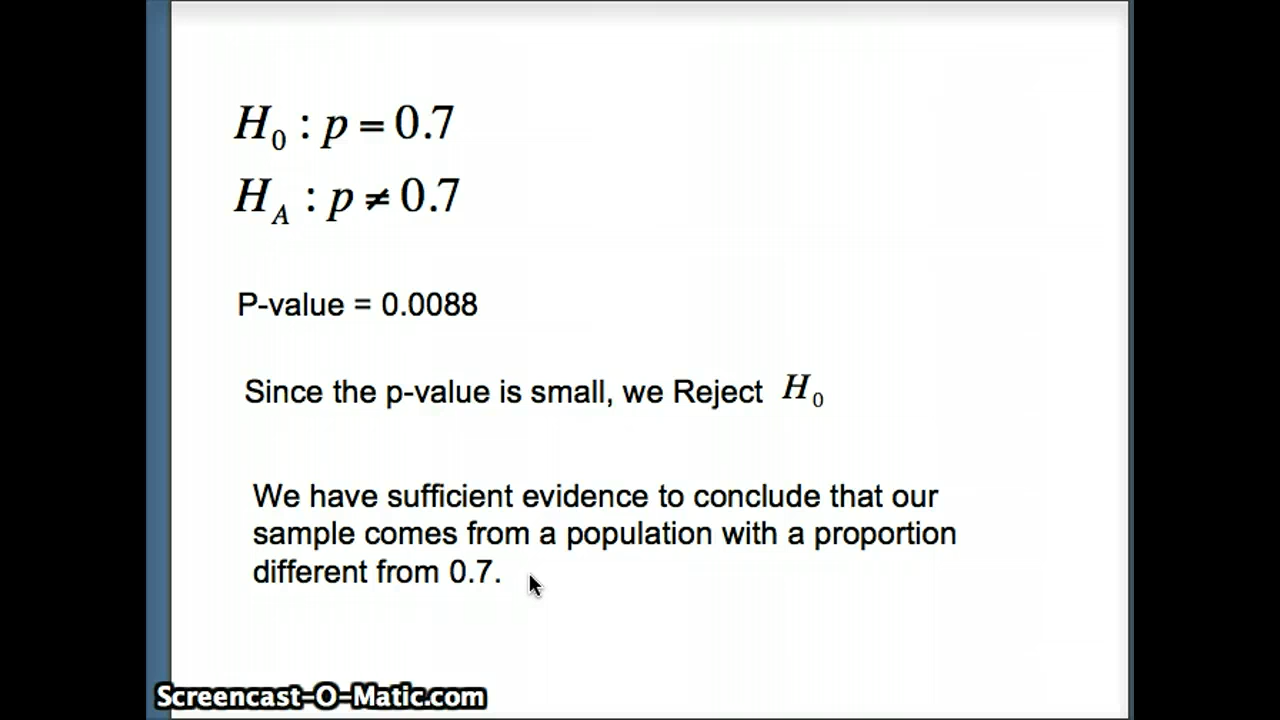 H₀ : p = 0.7
H_A : p ≠ 0.7
P-value = 0.0088
Since the p-value is small, we Reject H₀
We have sufficient evidence to conclude that our
sample comes from a population with a proportion
different from 0.7.
Screencast-O-Matic.com